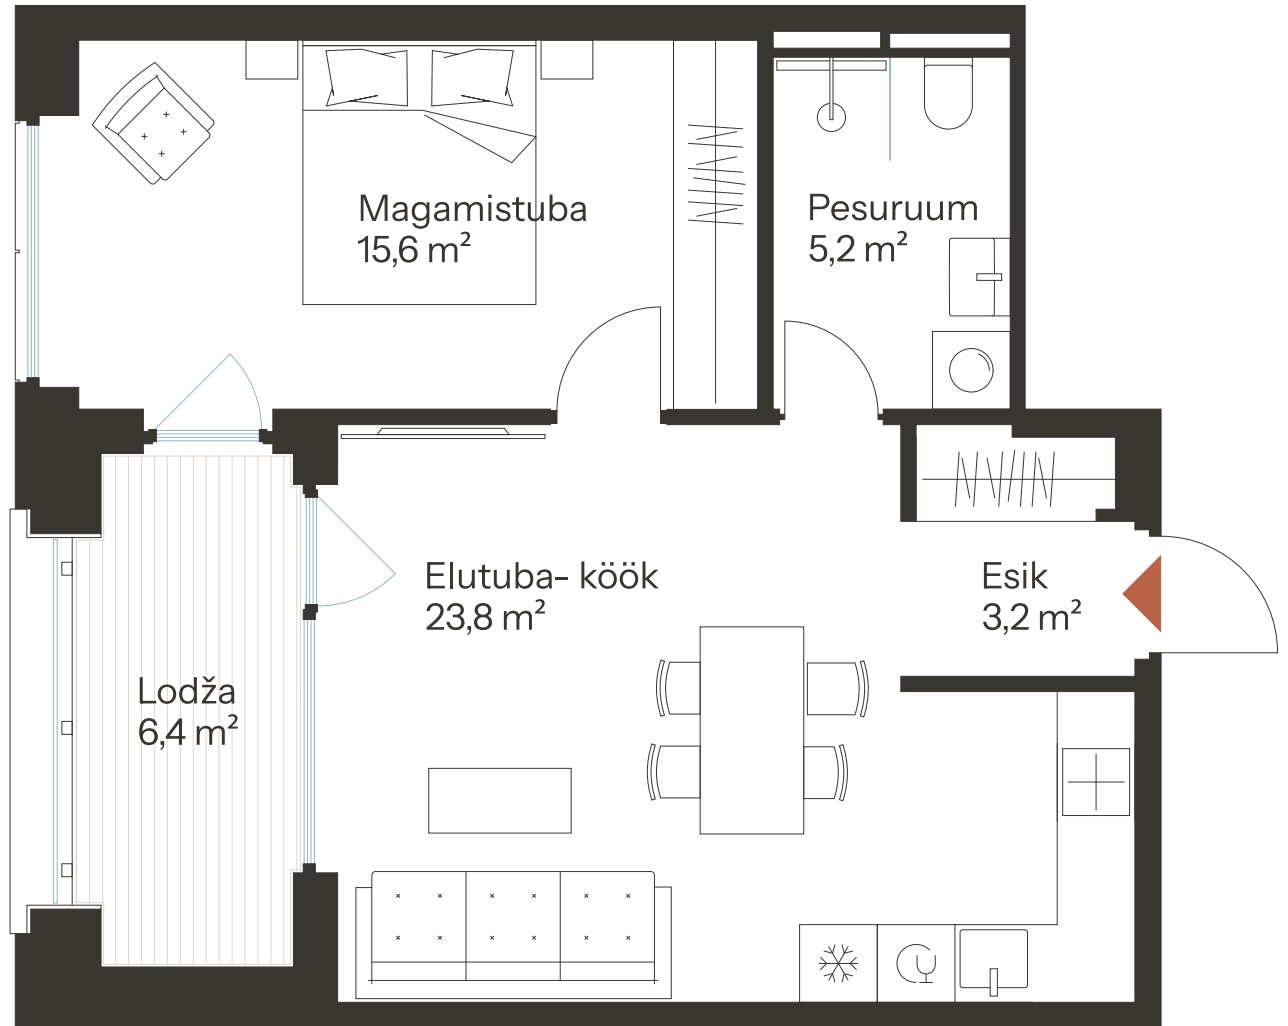 Magamistuba
15,6 m²
Pesuruum
5,2 m²
Elutuba- köök
23,8 m²
Esik
3,2 m²
Lodža
6,4 m²